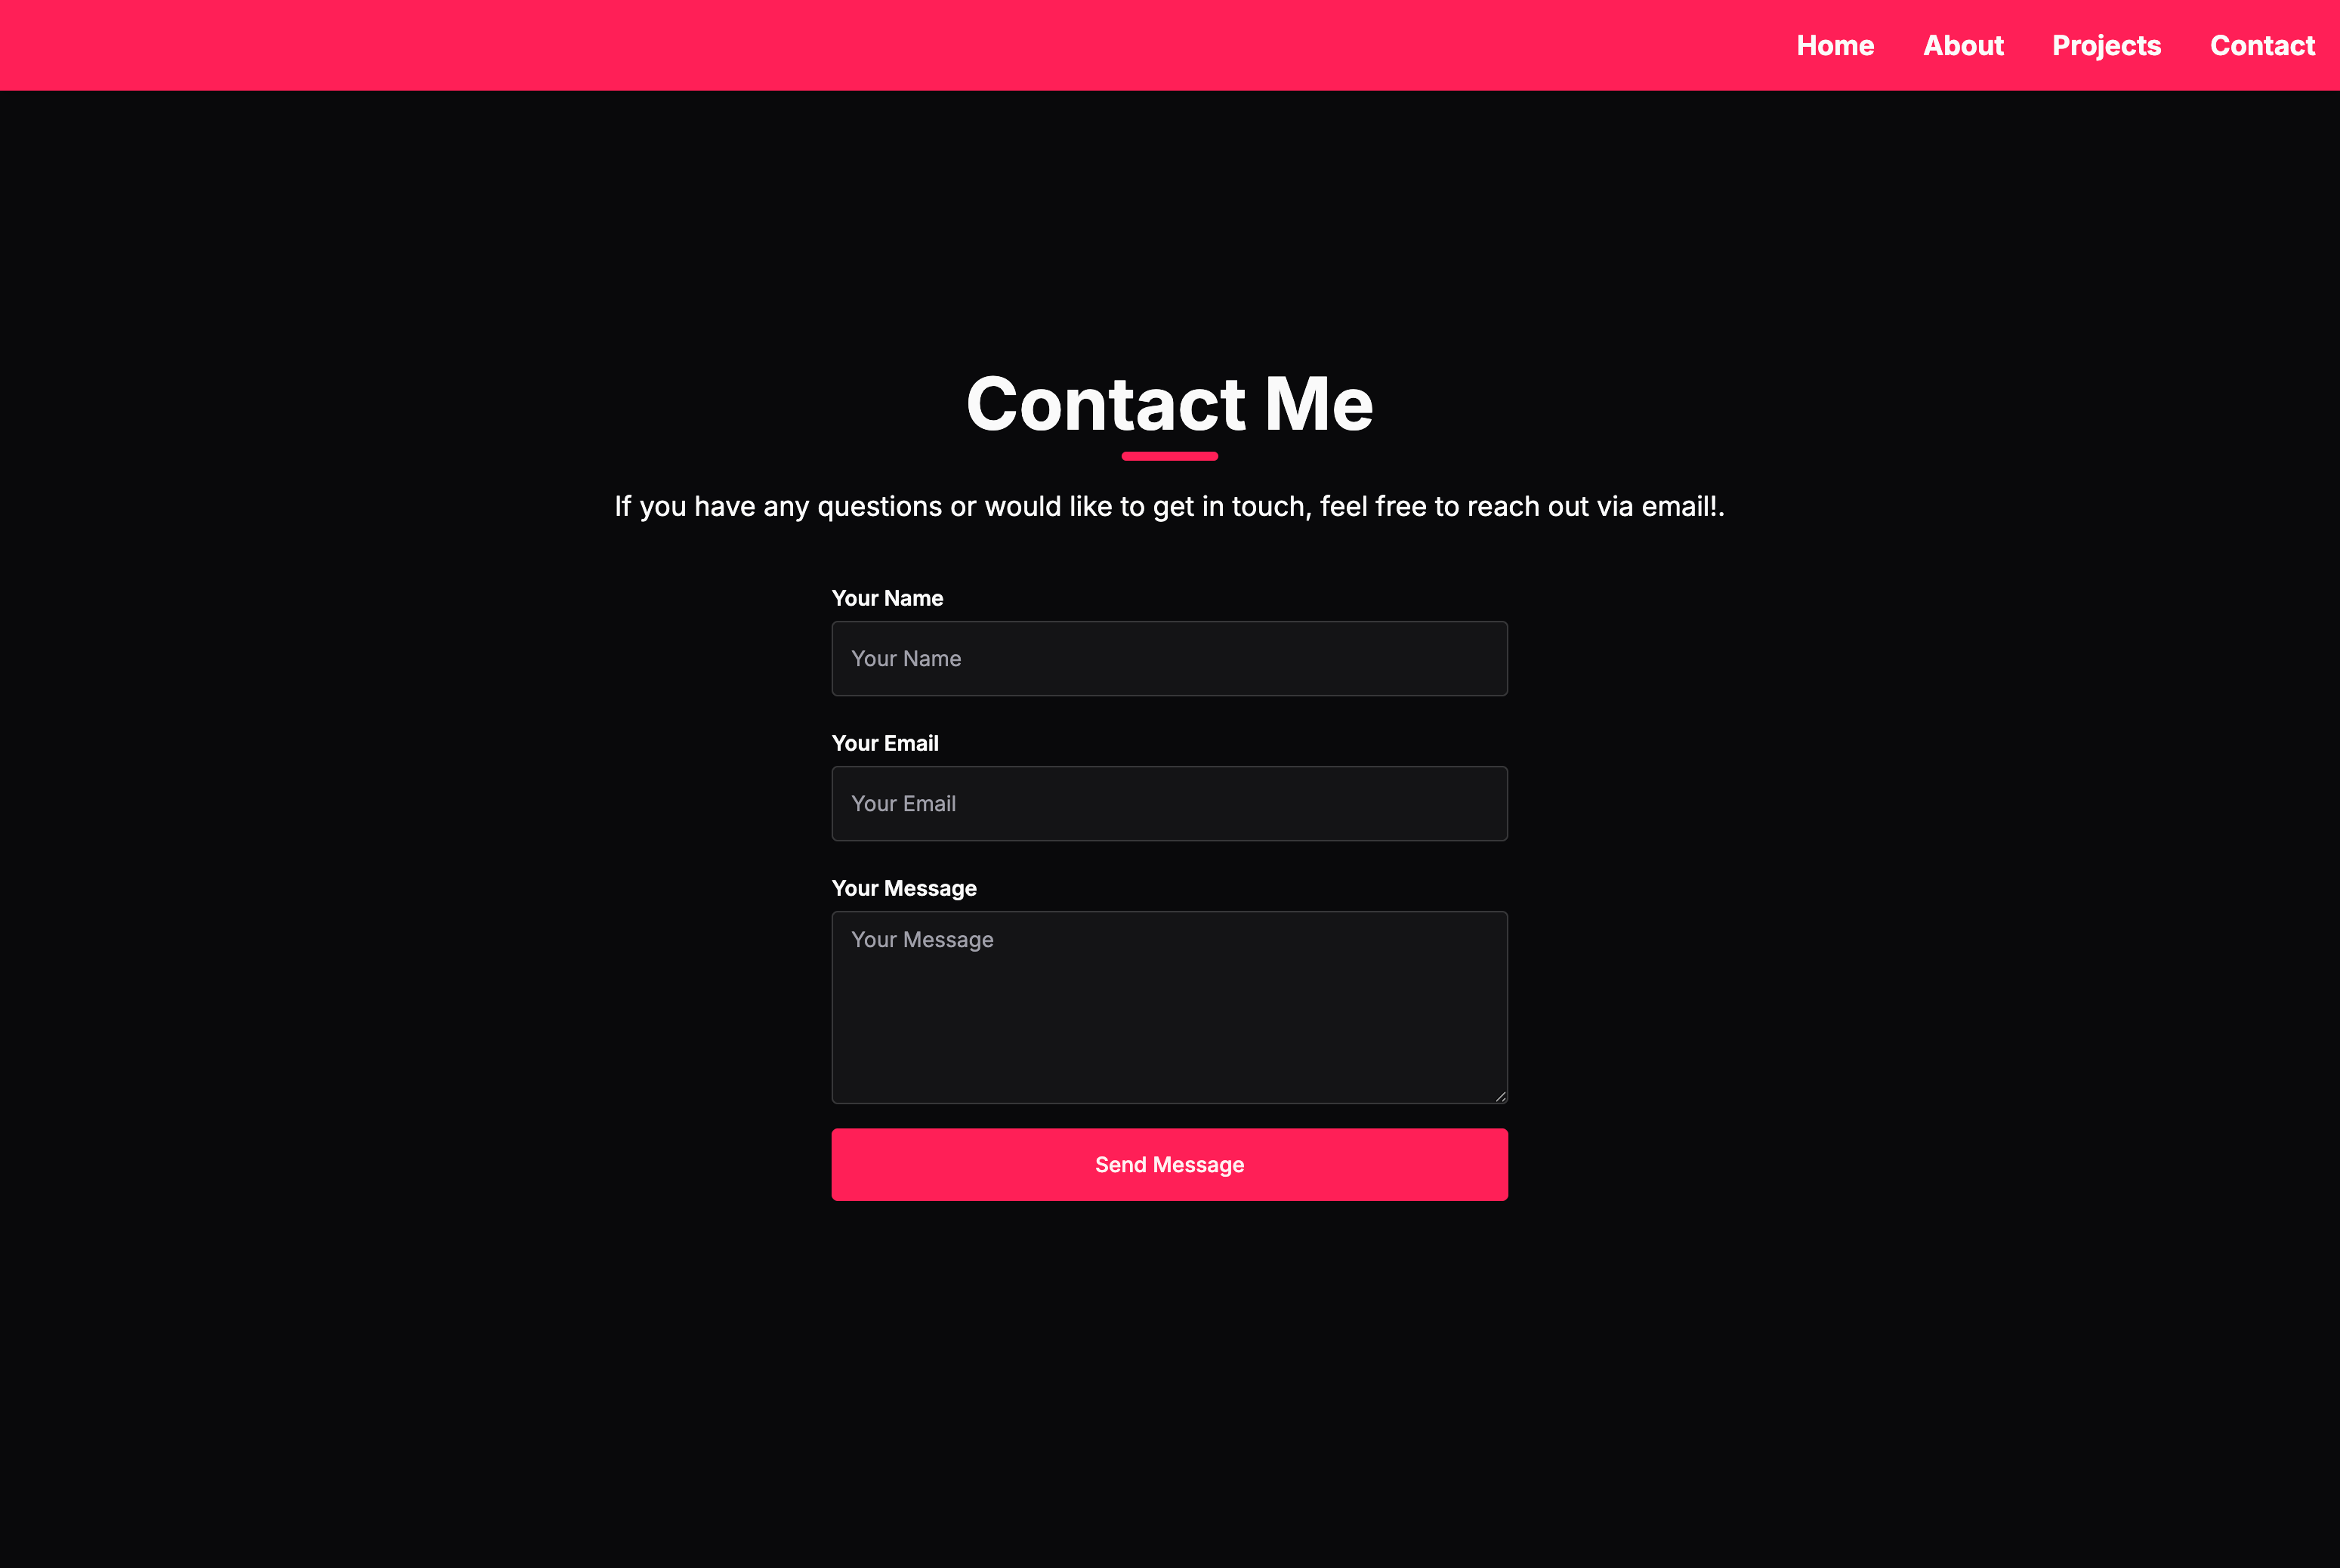 Home About Projects Contact
Contact Me
If you have any questions or would like to get in touch, feel free to reach out via email!.
Your Name
Your Name
Your Email
Your Email
Your Message
Your Message
Send Message